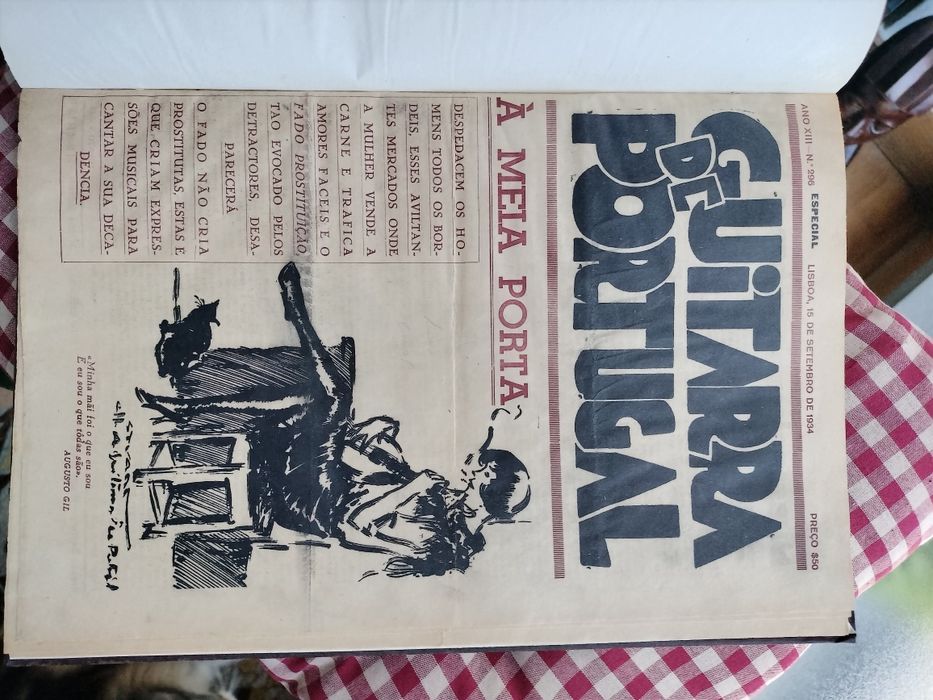 ANO XIII — N.º 296 ESPECIAL LISBOA, 15 DE SETEMBRO DE 1934 PREÇO $50
GUITARRA
DE
PORTUGAL
À MEIA PORTA
DESPEDACEM OS HO-
MENS TODOS OS BOR-
DEIS, ESSES AVILTAN-
TES MERCADOS ONDE
A MULHER VENDE A
CARNE E TRAFICA
AMORES FACEIS E O
FADO PROSTITUIÇÃO,
TAO EVOCADO PELOS
DETRACTORES, DESA-
PARECERÁ
O FADO NÃO CRIA
PROSTITUTAS, ESTAS É
QUE CRIAM EXPRES-
SÕES MUSICAIS PARA
CANTAR A SUA DECA-
DENCIA.
«Minha mãi foi o que eu sou
E eu sou o que tôdas são».
AUGUSTO GIL